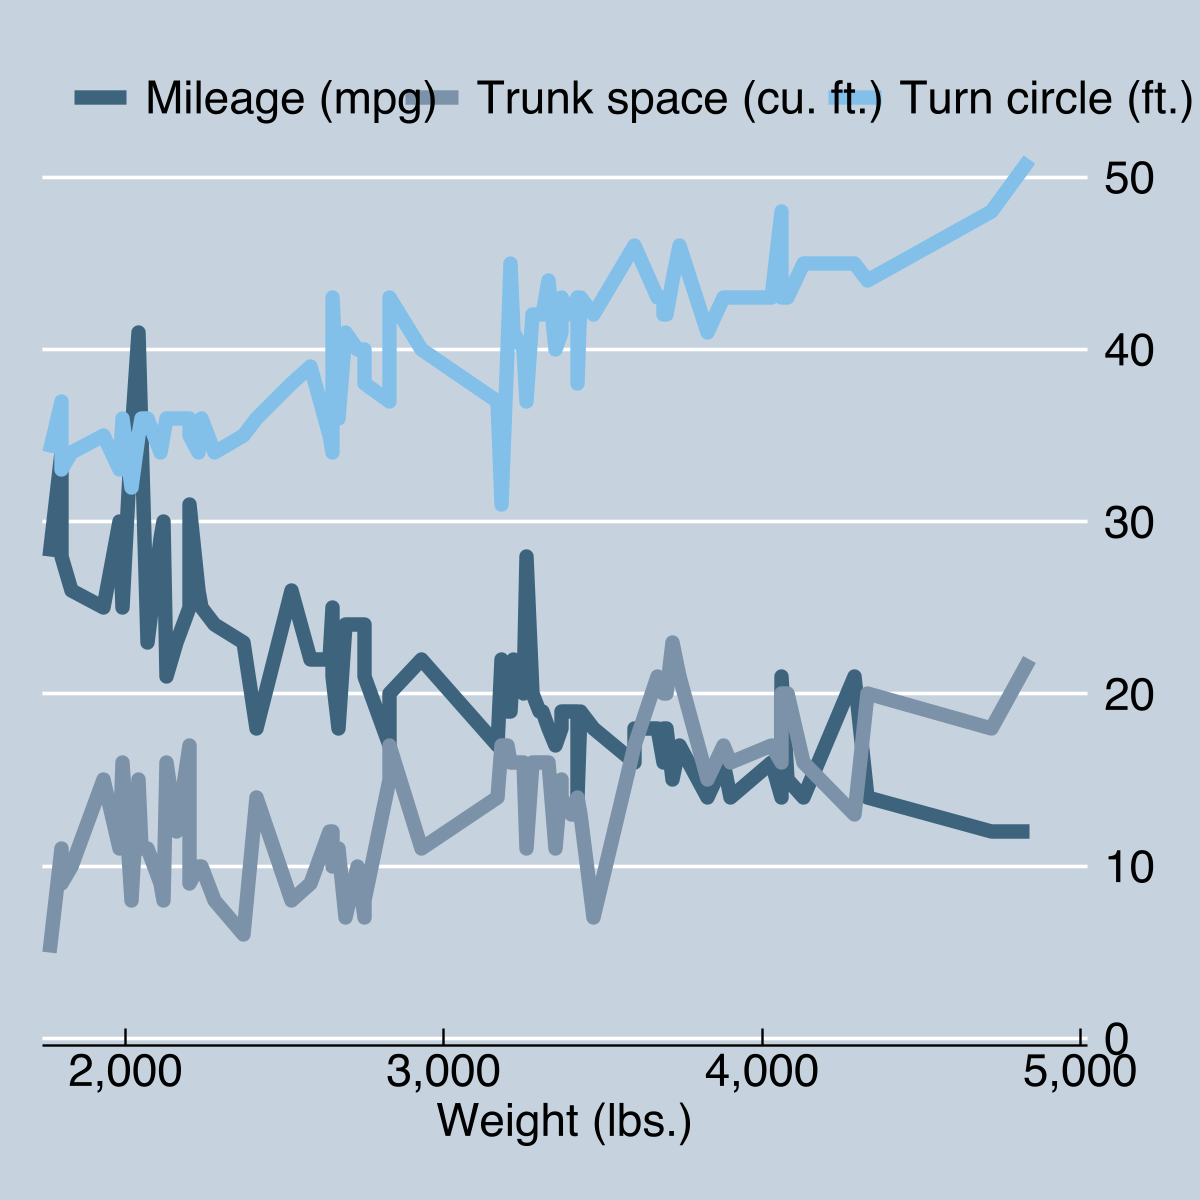 Mileage (mpg) Trunk space (cu. ft.) Turn circle (ft.)
50
40
30
20
10
0
2,000 3,000 4,000 5,000
Weight (lbs.)